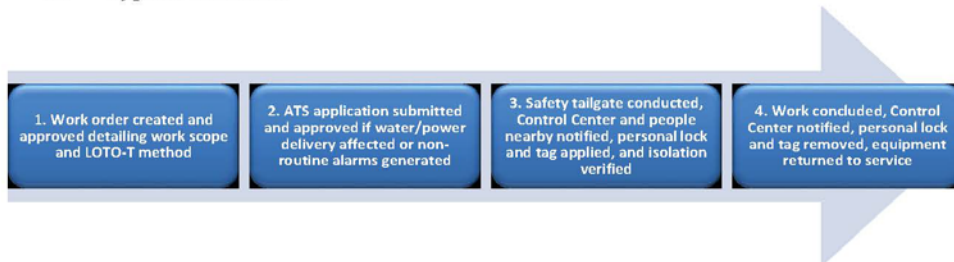 1. Work order created and
approved detailing work scope
and LOTO-T method
2. ATS application submitted
and approved if water/power
delivery affected or non-
routine alarms generated
3. Safety tailgate conducted,
Control Center and people
nearby notified, personal lock
and tag applied, and isolation
verified
4. Work concluded, Control
Center notified, personal lock
and tag removed, equipment
returned to service